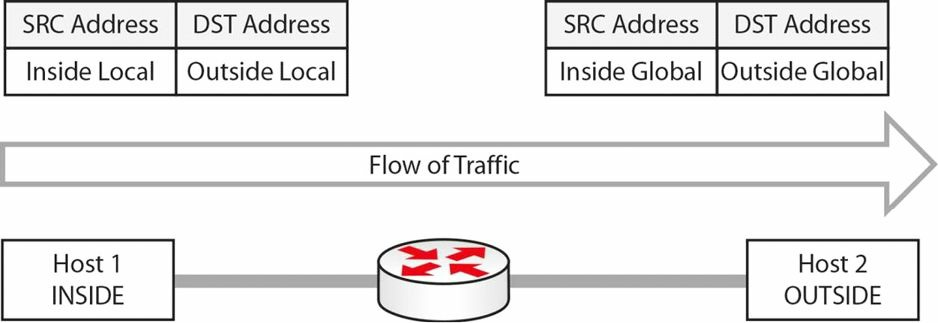 SRC Address DST Address
Inside Local Outside Local
SRC Address DST Address
Inside Global Outside Global
Flow of Traffic
Host 1
INSIDE
Host 2
OUTSIDE